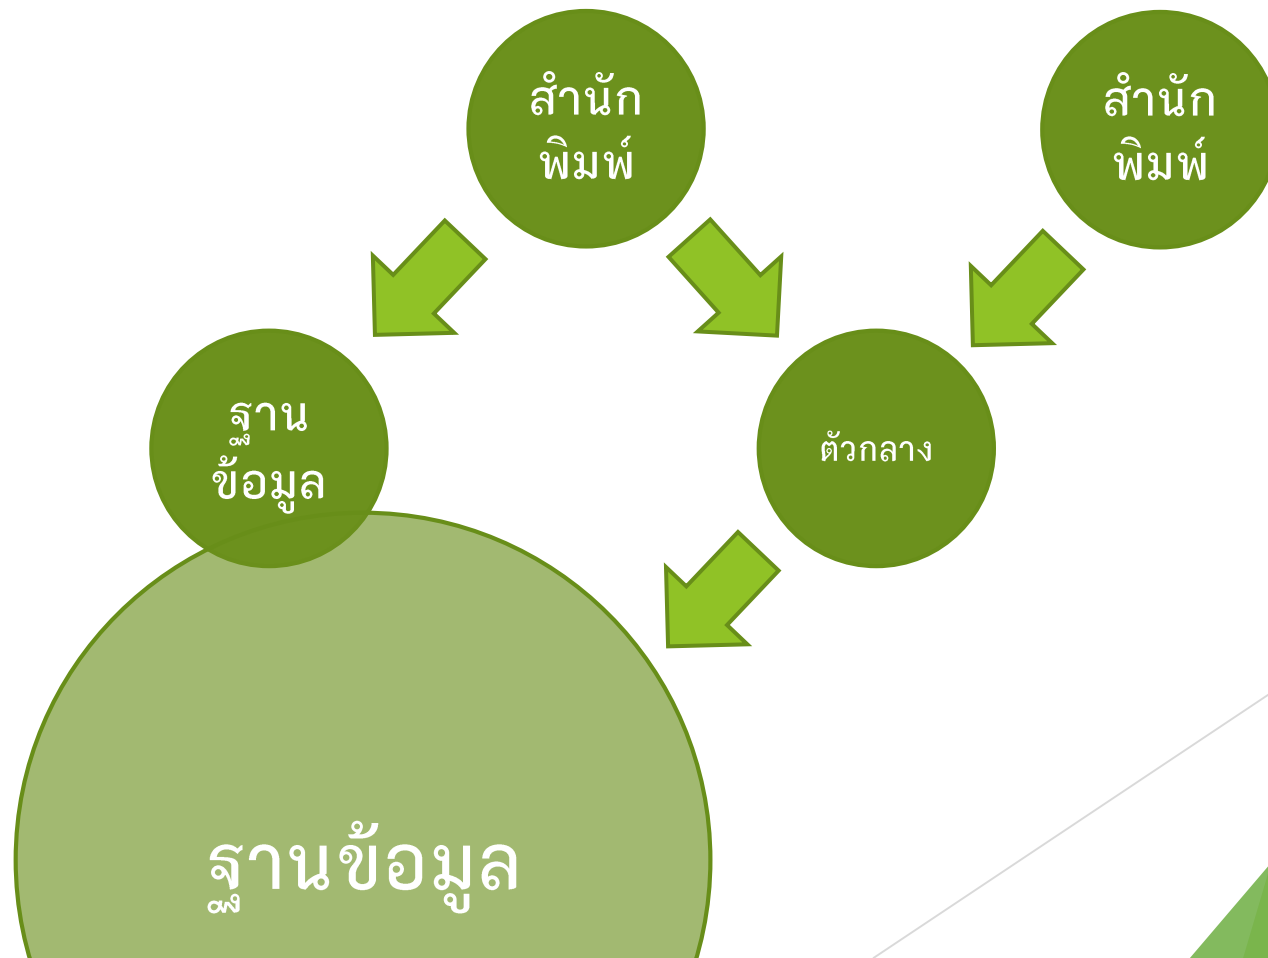 สำนัก
พิมพ์
สำนัก
พิมพ์
ฐาน
ข้อมูล
ตัวกลาง
ฐานข้อมูล